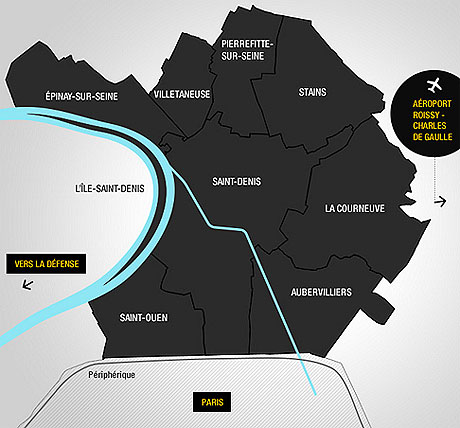 PIERREFITTE-
SUR-SEINE
ÉPINAY-SUR-SEINE
VILLETANEUSE
STAINS
AÉROPORT
ROISSY -
CHARLES
DE GAULLE
L'ÎLE-SAINT-DENIS
SAINT-DENIS
LA COURNEUVE
VERS LA DÉFENSE
AUBERVILLIERS
SAINT-OUEN
Périphérique
PARIS